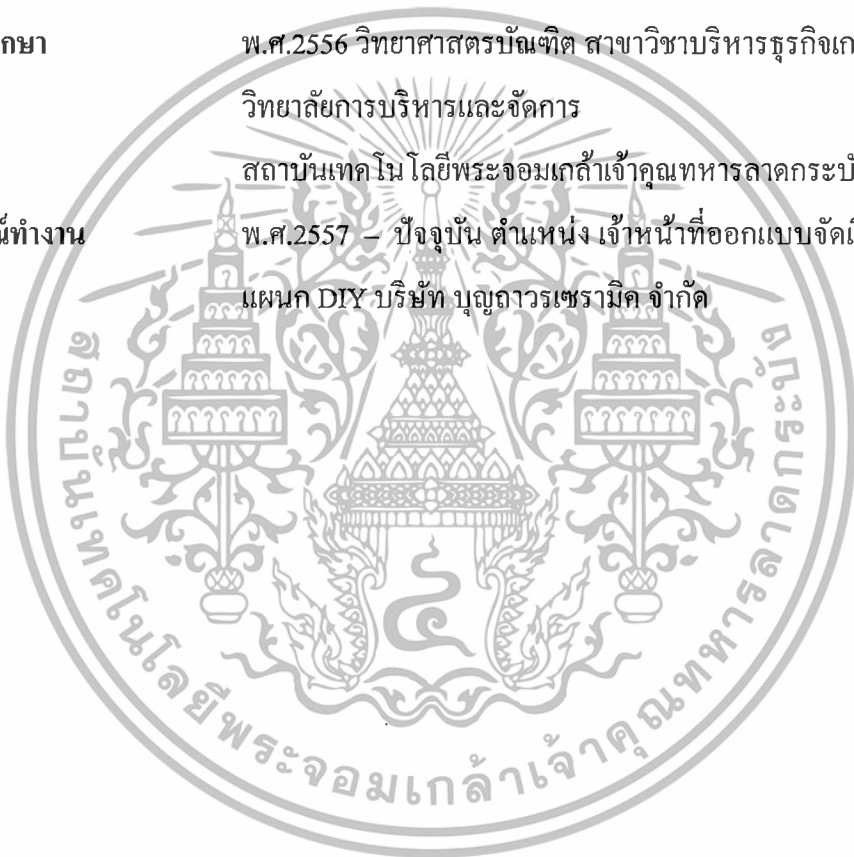 กษา พ.ศ.2556 วิทยาศาสตรบัณฑิต สาขาวิชาบริหารธุรกิจเก
วิทยาลัยการบริหารและจัดการ
สถาบันเทคโนโลยีพระจอมเกล้าเจ้าคุณทหารลาดกระบั
ณ์ทำงาน พ.ศ.2557 – ปัจจุบัน ตำแหน่ง เจ้าหน้าที่ออกแบบจัดเ
แผนก DIY บริษัท บุญถาวรเซรามิค จำกัด
สถาบันเทคโนโลยีพระจอมเกล้าเจ้าคุณทหารลาดกระบัง